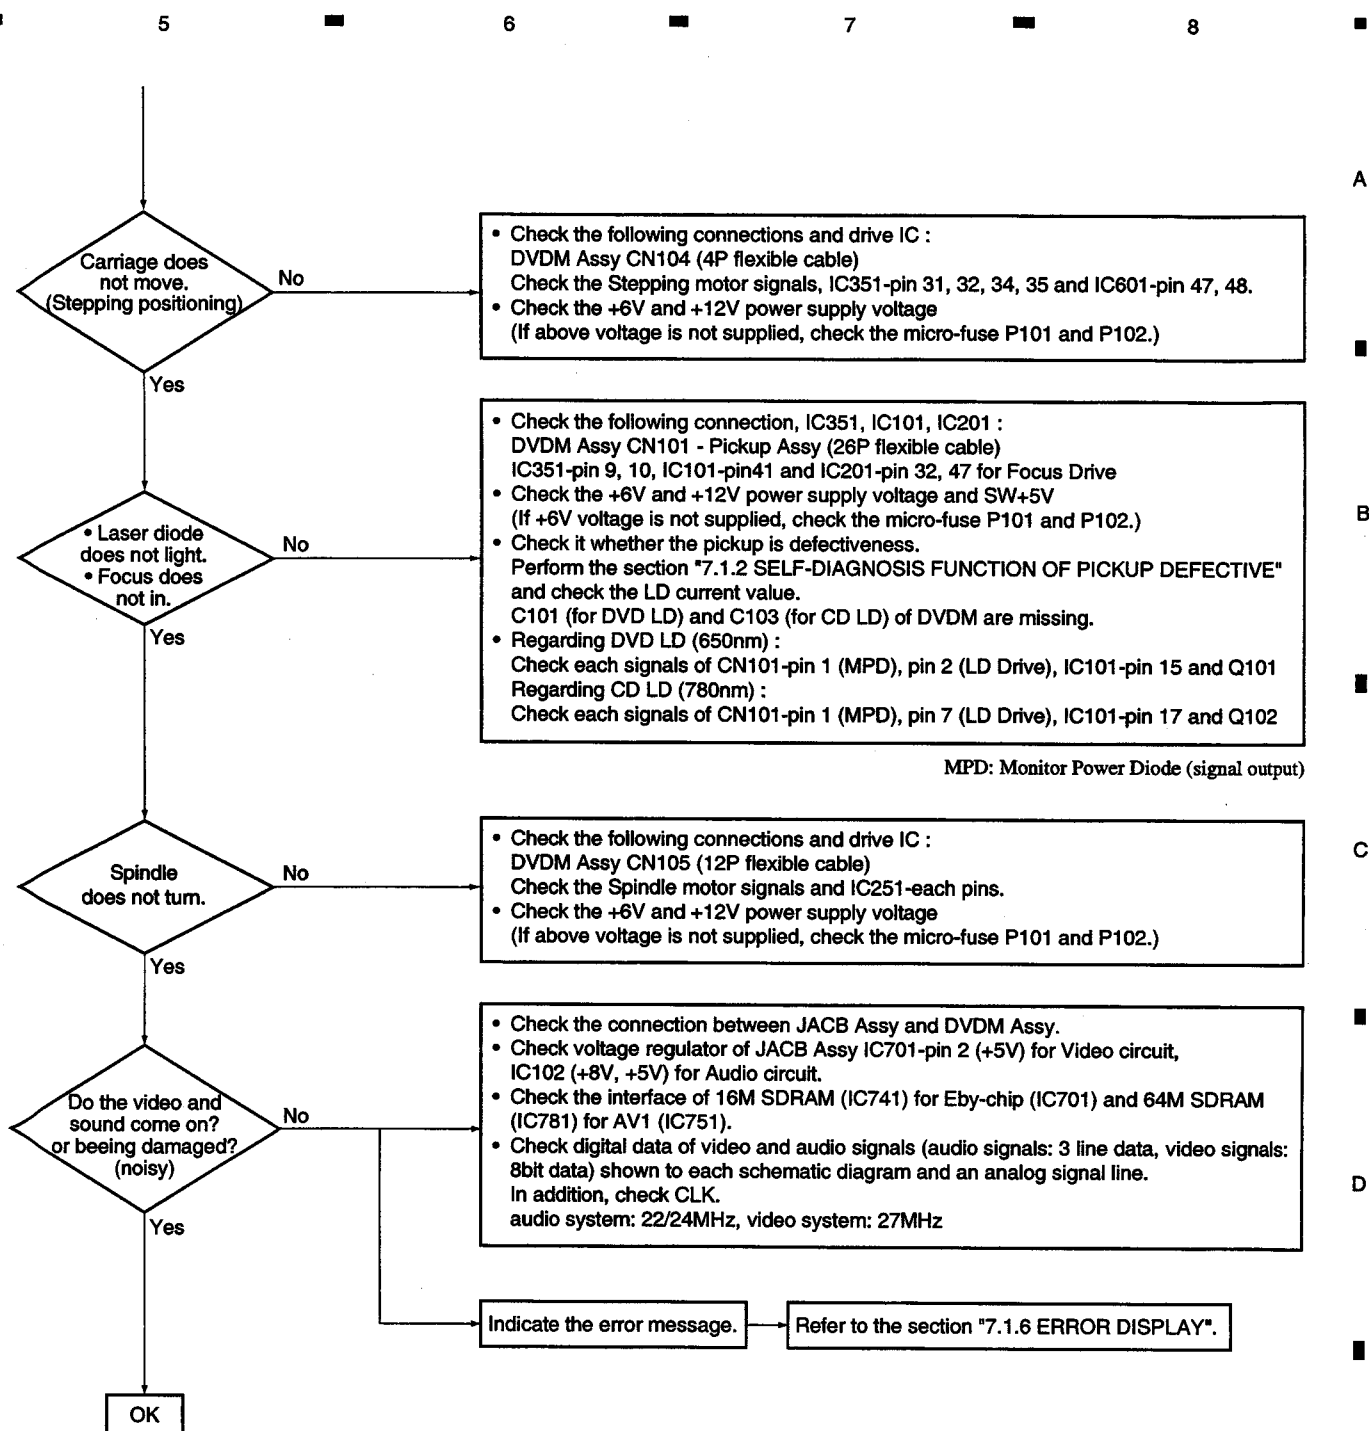 5 6 7 8
A
Carriage does
not move.
(Stepping positioning)
No
Yes
• Check the following connections and drive IC :
DVDM Assy CN104 (4P flexible cable)
Check the Stepping motor signals, IC351-pin 31, 32, 34, 35 and IC601-pin 47, 48.
• Check the +6V and +12V power supply voltage
(If above voltage is not supplied, check the micro-fuse P101 and P102.)
B
• Laser diode
does not light.
• Focus does
not in.
No
Yes
• Check the following connection, IC351, IC101, IC201 :
DVDM Assy CN101 - Pickup Assy (26P flexible cable)
IC351-pin 9, 10, IC101-pin41 and IC201-pin 32, 47 for Focus Drive
• Check the +6V and +12V power supply voltage and SW+5V
(If +6V voltage is not supplied, check the micro-fuse P101 and P102.)
• Check it whether the pickup is defectiveness.
Perform the section "7.1.2 SELF-DIAGNOSIS FUNCTION OF PICKUP DEFECTIVE"
and check the LD current value.
C101 (for DVD LD) and C103 (for CD LD) of DVDM are missing.
• Regarding DVD LD (650nm) :
Check each signals of CN101-pin 1 (MPD), pin 2 (LD Drive), IC101-pin 15 and Q101
Regarding CD LD (780nm) :
Check each signals of CN101-pin 1 (MPD), pin 7 (LD Drive), IC101-pin 17 and Q102
MPD: Monitor Power Diode (signal output)
C
Spindle
does not turn.
No
Yes
• Check the following connections and drive IC :
DVDM Assy CN105 (12P flexible cable)
Check the Spindle motor signals and IC251-each pins.
• Check the +6V and +12V power supply voltage
(If above voltage is not supplied, check the micro-fuse P101 and P102.)
D
Do the video and
sound come on?
or beeing damaged?
(noisy)
No
Yes
• Check the connection between JACB Assy and DVDM Assy.
• Check voltage regulator of JACB Assy IC701-pin 2 (+5V) for Video circuit,
IC102 (+8V, +5V) for Audio circuit.
• Check the interface of 16M SDRAM (IC741) for Eby-chip (IC701) and 64M SDRAM
(IC781) for AV1 (IC751).
• Check digital data of video and audio signals (audio signals: 3 line data, video signals:
8bit data) shown to each schematic diagram and an analog signal line.
In addition, check CLK.
audio system: 22/24MHz, video system: 27MHz
Indicate the error message.
Refer to the section "7.1.6 ERROR DISPLAY".
OK